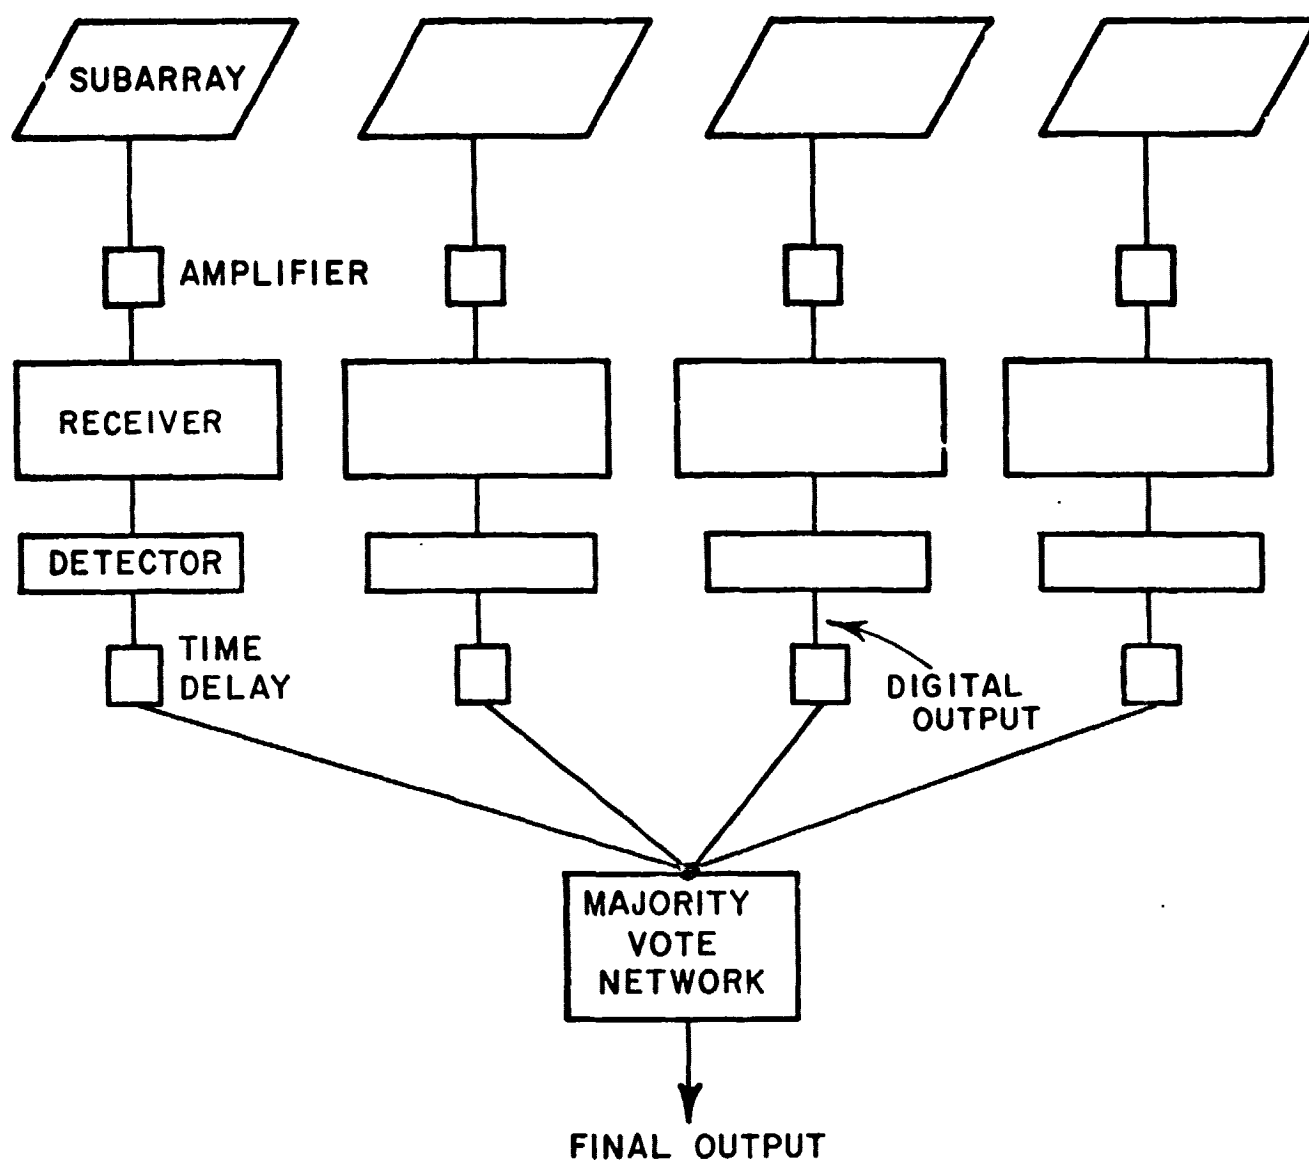 SUBARRAY
AMPLIFIER
RECEIVER
DETECTOR
TIME
DELAY
DIGITAL
OUTPUT
MAJORITY
VOTE
NETWORK
FINAL OUTPUT